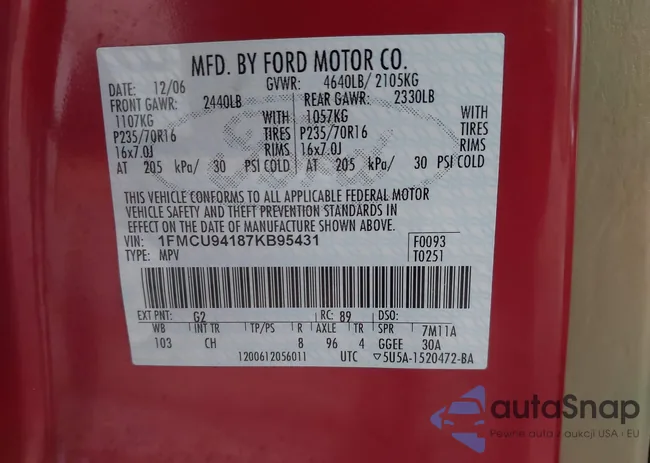 MFD. BY FORD MOTOR CO.
DATE: 12/06 GVWR: 4640LB/ 2105KG
FRONT GAWR: 2440LB REAR GAWR: 2330LB
1107KG WITH 1057KG WITH
P235/70R16 TIRES P235/70R16 TIRES
16x7.0J RIMS 16x7.0J RIMS
AT 205 kPa/ 30 PSI COLD AT 205 kPa/ 30 PSI COLD
THIS VEHICLE CONFORMS TO ALL APPLICABLE FEDERAL MOTOR
VEHICLE SAFETY AND THEFT PREVENTION STANDARDS IN
EFFECT ON THE DATE OF MANUFACTURE SHOWN ABOVE.
VIN: 1FMCU94187KB95431 F0093
TYPE: MPV T0251
EXT PNT: G2 RC: 89 DSO:
WB INT TR TP/PS R AXLE TR SPR 7M11A
103 CH 8 96 4 GGEE 30A
1200612056011 UTC ▽5U5A-1520472-BA
autoSnap
Pewne auta z aukcji USA i EU